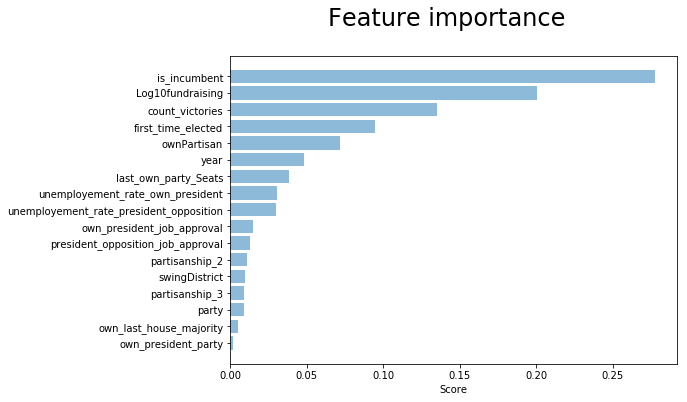 Feature importance
is_incumbent
Log10fundraising
count_victories
first_time_elected
ownPartisan
year
last_own_party_Seats
unemployement_rate_own_president
unemployement_rate_president_opposition
own_president_job_approval
president_opposition_job_approval
partisanship_2
swingDistrict
partisanship_3
party
own_last_house_majority
own_president_party
0.00 0.05 0.10 0.15 0.20 0.25
Score